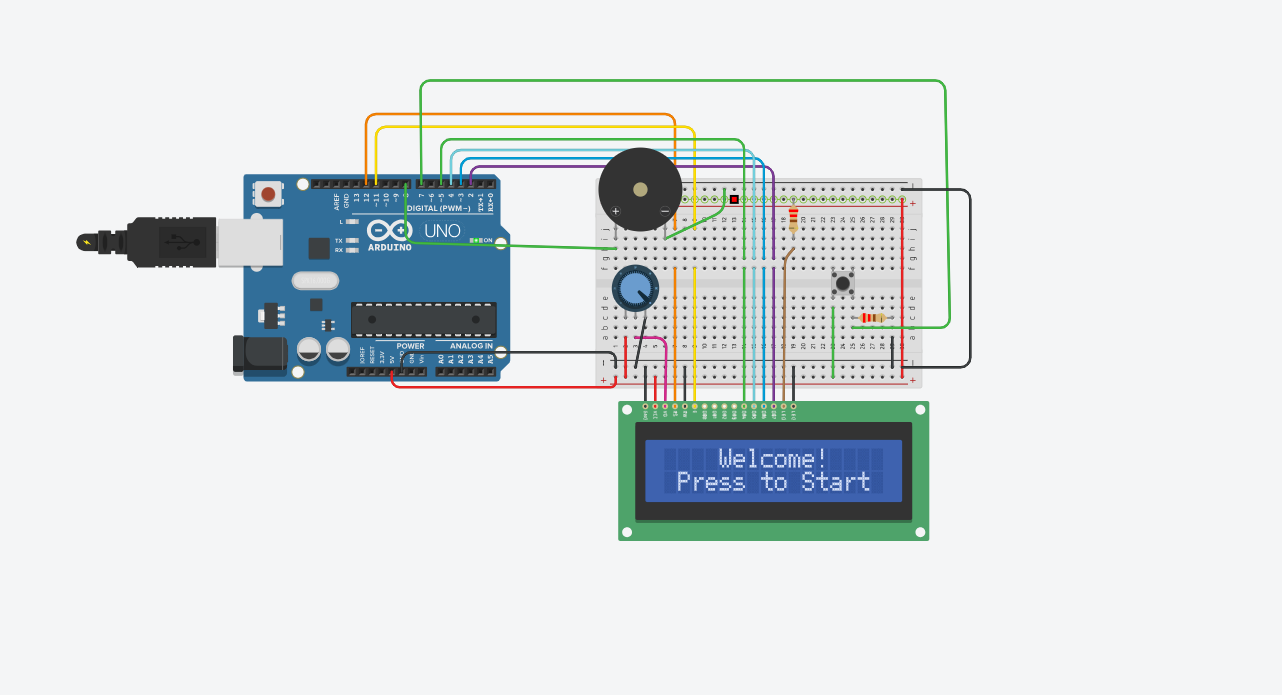 AREF
GND
13
12
~11
~10
~9
8
7
~6
~5
4
~3
2
TX→1
RX←0
DIGITAL (PWM~)
L
TX
RX
ARDUINO
UNO
ON
POWER
ANALOG IN
IOREF
RESET
3.3V
5V
GND
VIN
A0
A1
A2
A3
A4
A5
Welcome!
Press to Start